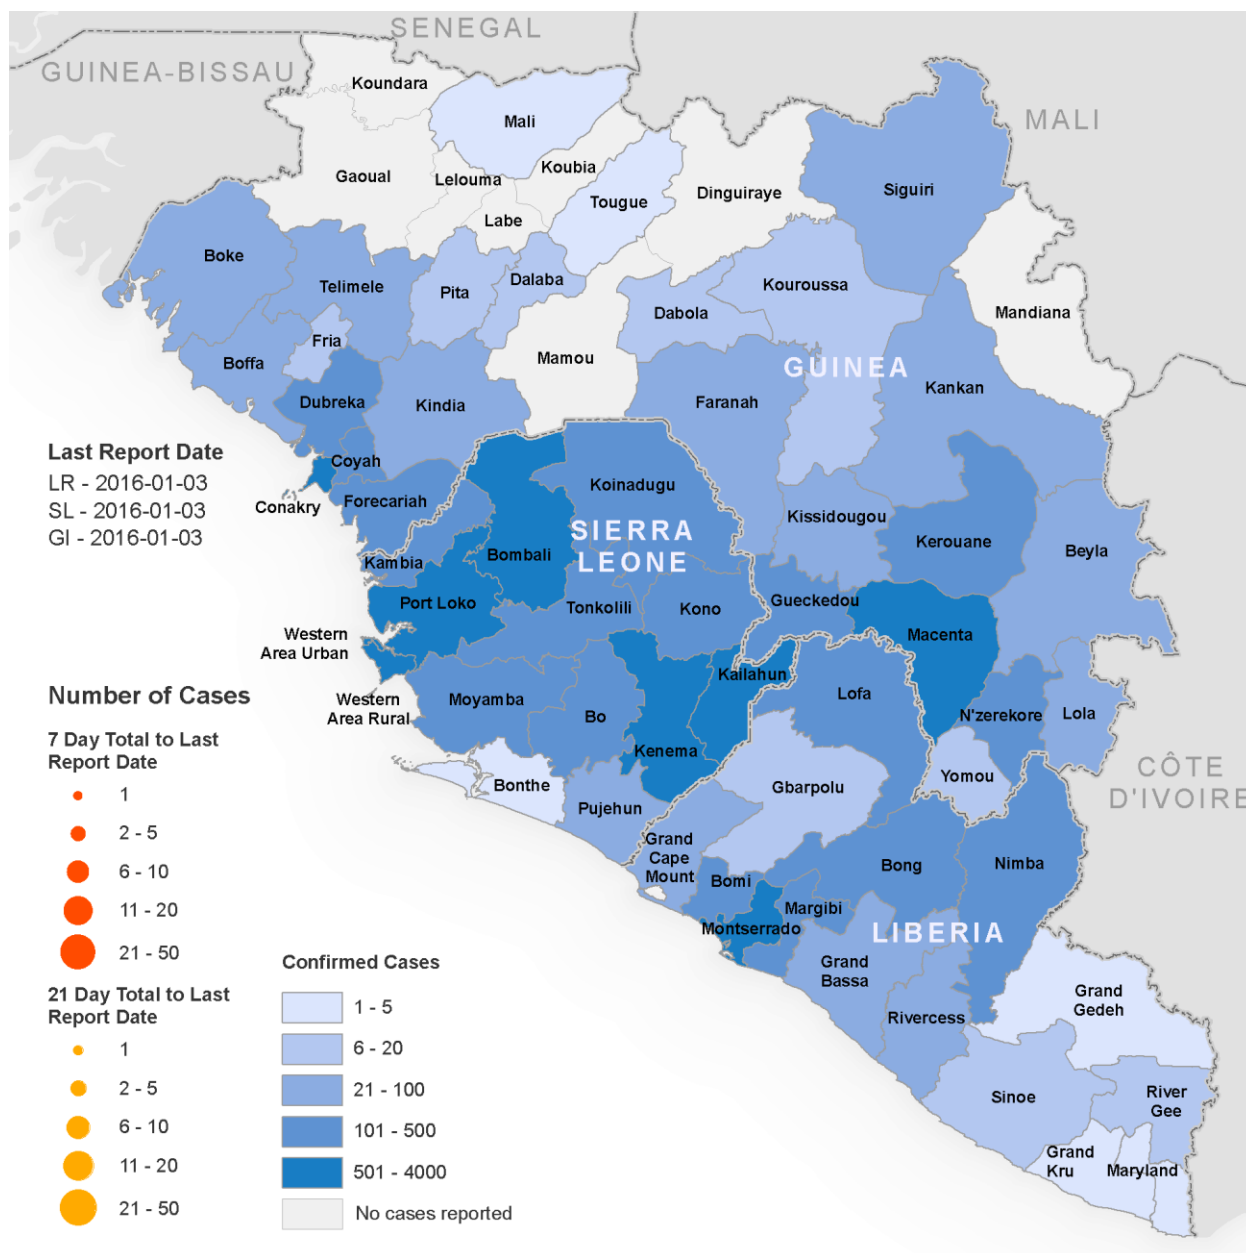 SENEGAL
GUINEA-BISSAU
Koundara
MALI
Mali
Koubia
Gaoual
Lelouma
Dinguiraye
Siguiri
Tougue
Labe
Boke
Telimele
Pita
Dalaba
Kouroussa
Dabola
Mandiana
Fria
Mamou
Boffa
GUINEA
Kankan
Dubreka
Kindia
Faranah
Last Report Date
LR - 2016-01-03
SL - 2016-01-03
GI - 2016-01-03
Coyah
Conakry
Forecariah
Koinadugu
Kissidougou
SIERRA
LEONE
Kerouane
Beyla
Kambia
Bombali
Port Loko
Tonkolili
Kono
Gueckedou
Macenta
Western
Area Urban
Kailahun
Lofa
Western
Area Rural
Moyamba
Bo
N'zerekore
Lola
Kenema
Yomou
CÔTE
D'IVOIRE
Bonthe
Pujehun
Gbarpolu
Grand
Cape
Mount
Bomi
Bong
Nimba
Margibi
Montserrado
LIBERIA
Grand
Bassa
Rivercess
Grand
Gedeh
Sinoe
River
Gee
Grand
Kru
Maryland
Number of Cases
7 Day Total to Last
Report Date
1
2 - 5
6 - 10
11 - 20
21 - 50
21 Day Total to Last
Report Date
1
2 - 5
6 - 10
11 - 20
21 - 50
Confirmed Cases
1 - 5
6 - 20
21 - 100
101 - 500
501 - 4000
No cases reported